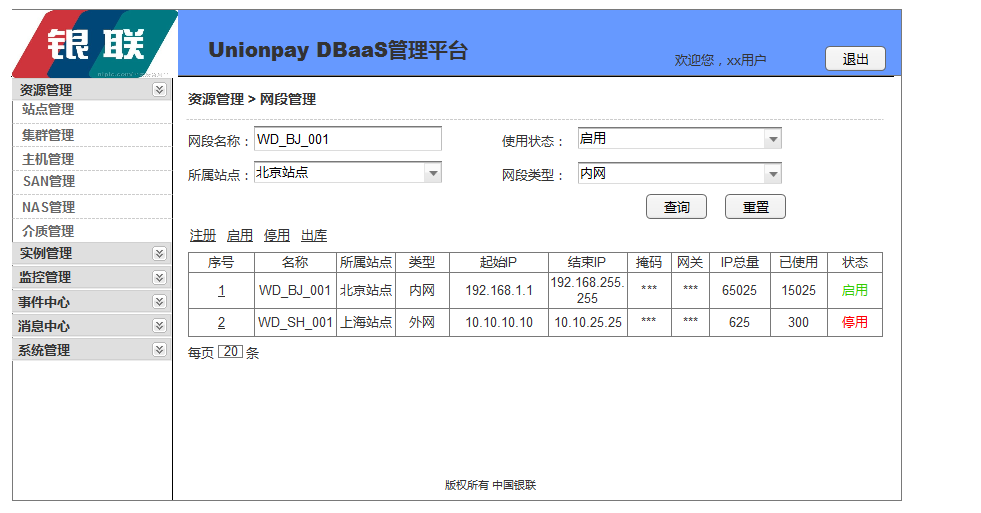 银联
Unionpay DBaaS管理平台
欢迎您，xx用户
退出
资源管理
站点管理
集群管理
主机管理
SAN管理
NAS管理
介质管理
实例管理
监控管理
事件中心
消息中心
系统管理
资源管理 > 网段管理
网段名称： WD_BJ_001 使用状态： 启用
所属站点： 北京站点 网段类型： 内网
查询 重置
注册 启用 停用 出库
序号 名称 所属站点 类型 起始IP 结束IP 掩码 网关 IP总量 已使用 状态
1 WD_BJ_001 北京站点 内网 192.168.1.1 192.168.255.255 *** *** 65025 15025 启用
2 WD_SH_001 上海站点 外网 10.10.10.10 10.10.25.25 *** *** 625 300 停用
每页 20 条
版权所有 中国银联